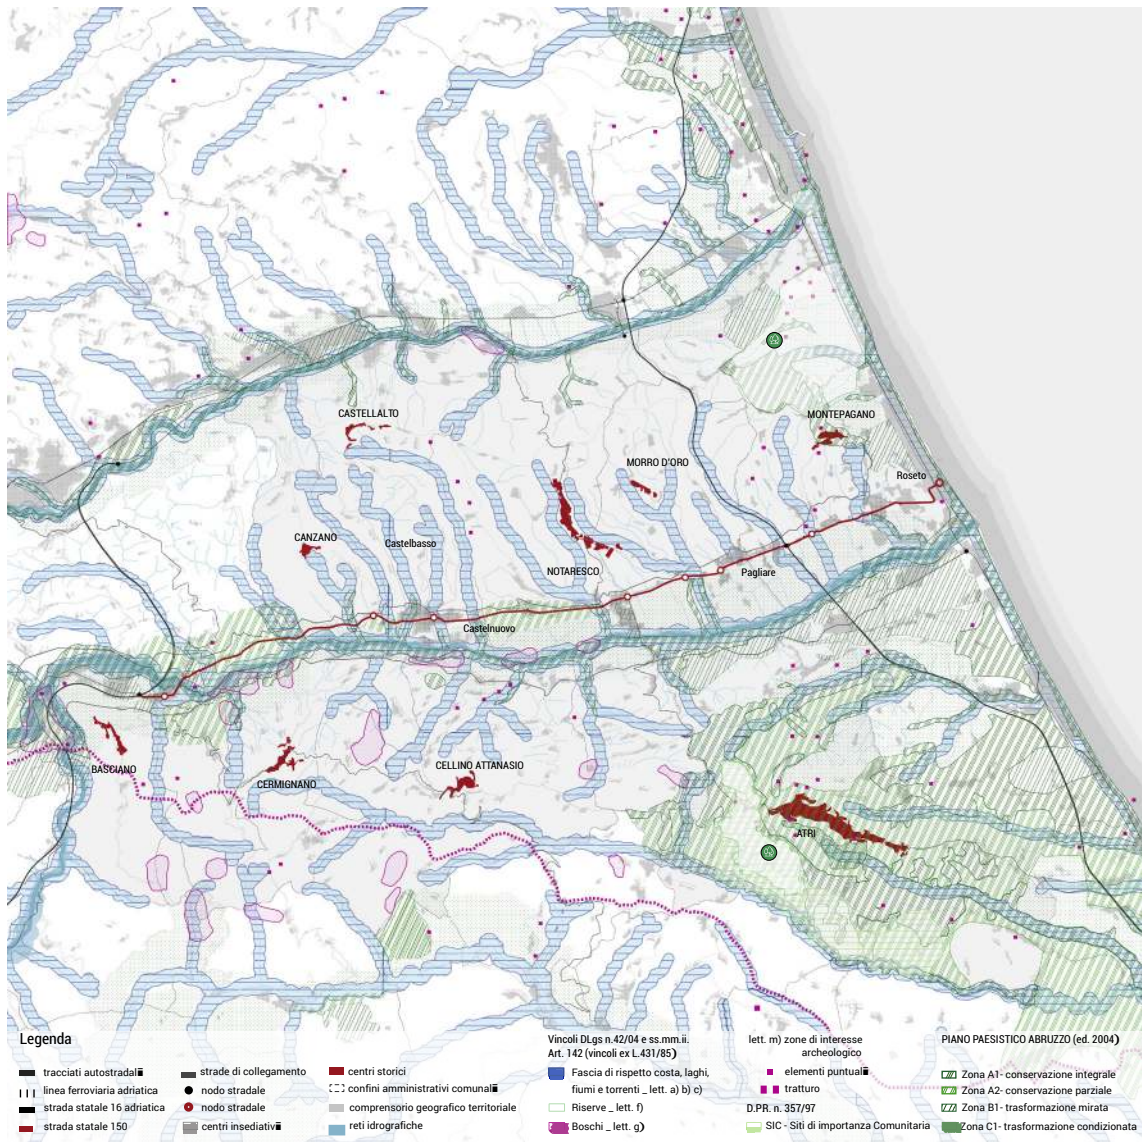 CASTELLALTO
MONTEPAGANO
MORRO D'ORO
Roseto
CANZANO
Castelbasso
NOTARESCO
Pagliare
Castelnuovo
BASCIANO
CERMIGNANO
CELLINO ATTANASIO
ATRI
Legenda
tracciati autostradali
linea ferroviaria adriatica
strada statale 16 adriatica
strada statale 150
strade di collegamento
nodo stradale
nodo stradale
centri insediativi
centri storici
confini amministrativi comunali
comprensorio geografico territoriale
reti idrografiche
Vincoli DLgs n.42/04 e ss.mm.ii.
Art. 142 (vincoli ex L.431/85)
Fascia di rispetto costa, laghi,
fiumi e torrenti _ lett. a) b) c)
Riserve _ lett. f)
Boschi _ lett. g)
lett. m) zone di interesse
archeologico
elementi puntuali
tratturo
D.PR. n. 357/97
SIC - Siti di importanza Comunitaria
PIANO PAESISTICO ABRUZZO (ed. 2004)
Zona A1- conservazione integrale
Zona A2- conservazione parziale
Zona B1- trasformazione mirata
Zona C1- trasformazione condizionata